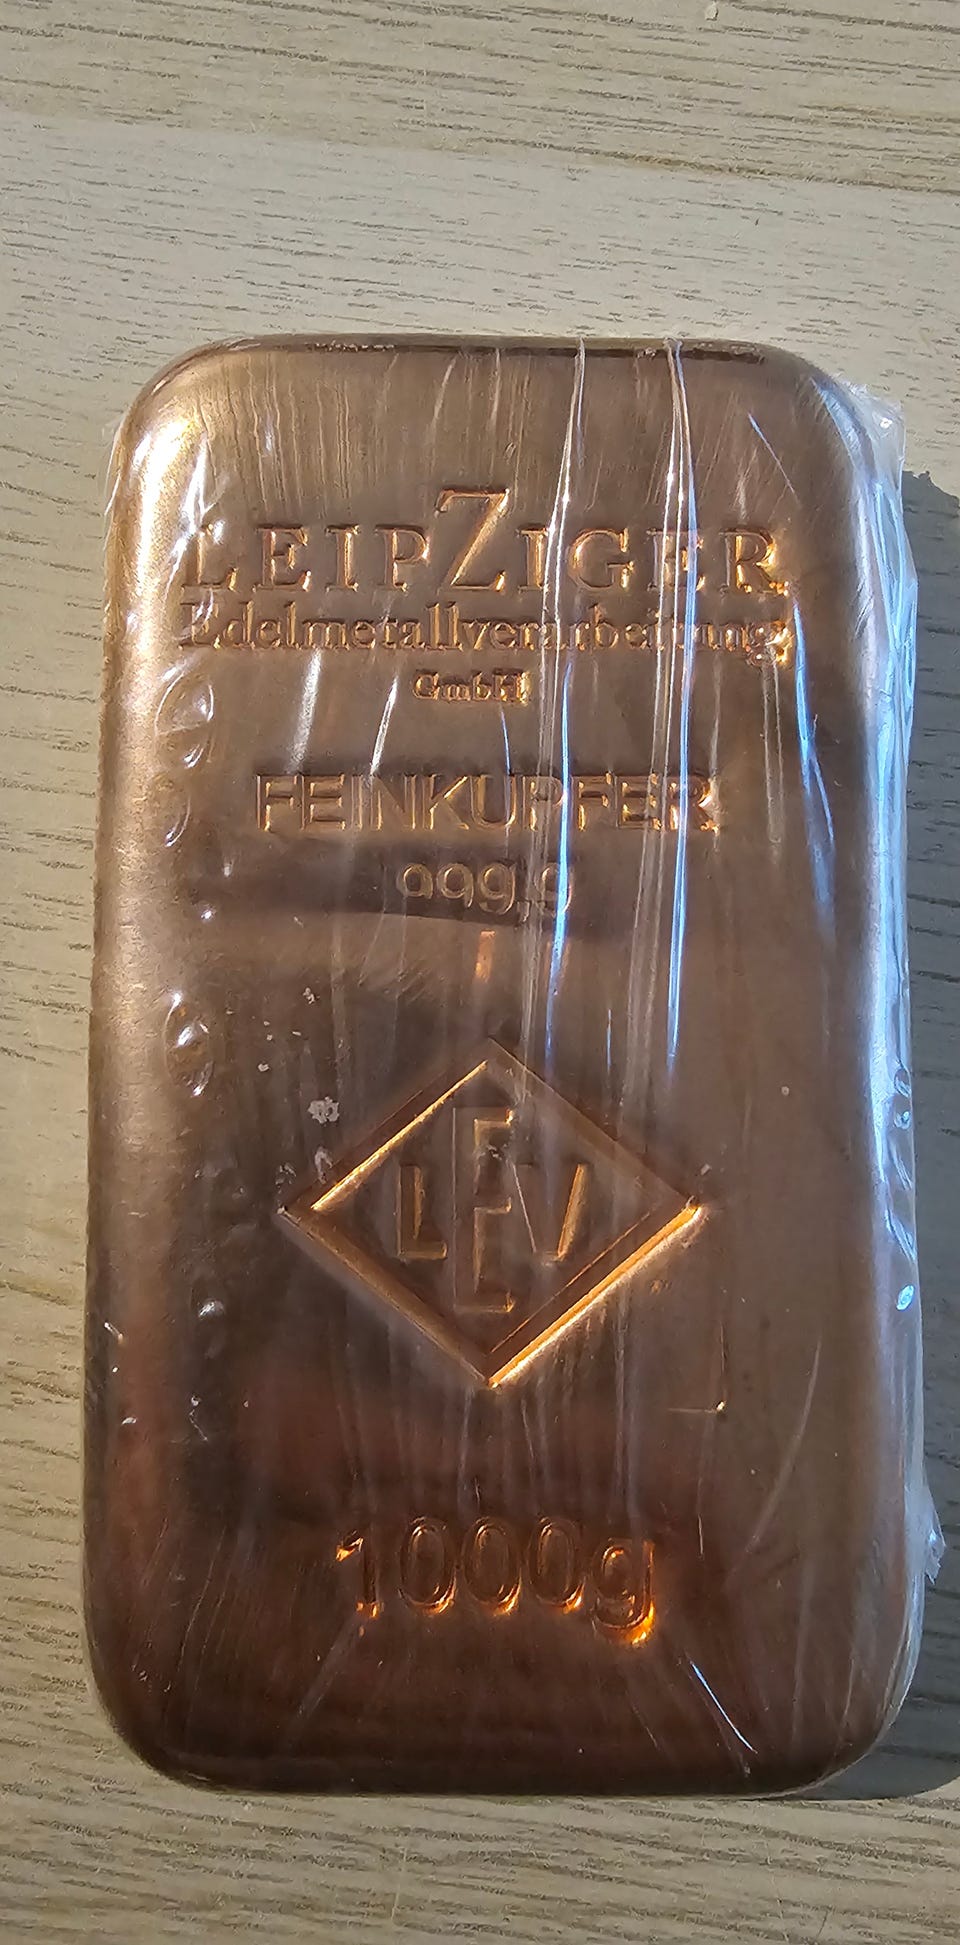 LEIPZIGER
Edelmetallverarbeitung
GmbH
FEINKUPFER
999,9
E
LEV
E
1000g